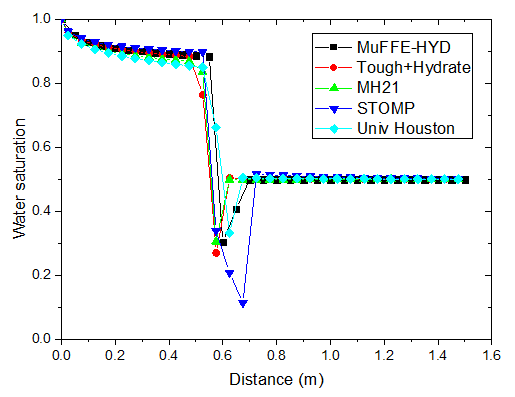 1.0
MuFFE-HYD
Tough+Hydrate
MH21
STOMP
Univ Houston
0.8
0.6
0.4
0.2
0.0
Water saturation
0.0 0.2 0.4 0.6 0.8 1.0 1.2 1.4 1.6
Distance (m)